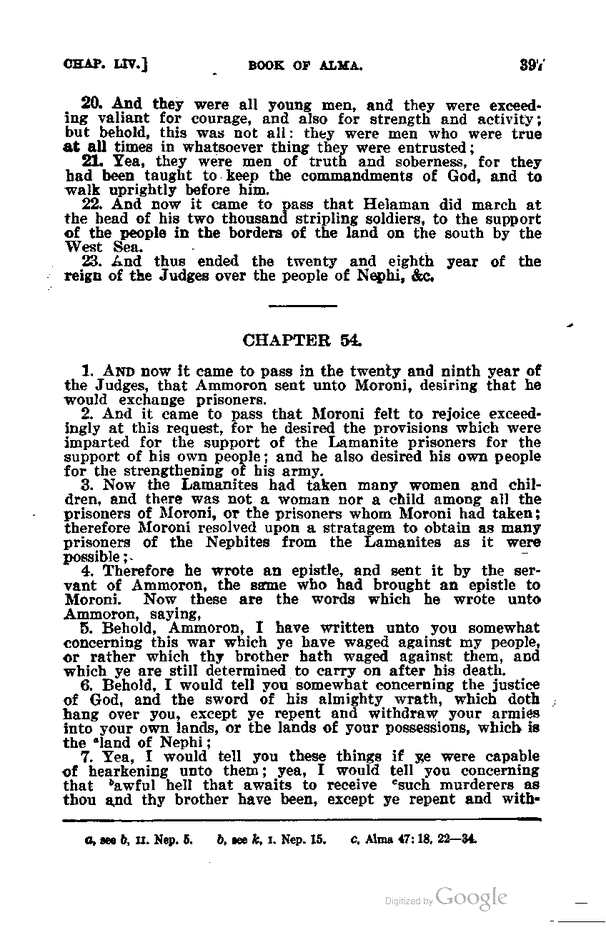 CHAP. LIV.] BOOK OF ALMA. 397
20. And they were all young men, and they were exceed-
ing valiant for courage, and also for strength and activity;
but behold, this was not all: they were men who were true
at all times in whatsoever thing they were entrusted;
21. Yea, they were men of truth and soberness, for they
had been taught to keep the commandments of God, and to
walk uprightly before him.
22. And now it came to pass that Helaman did march at
the head of his two thousand stripling soldiers, to the support
of the people in the borders of the land on the south by the
West Sea.
23. And thus ended the twenty and eighth year of the
reign of the Judges over the people of Nephi, &c.
CHAPTER 54.
1. AND now it came to pass in the twenty and ninth year of
the Judges, that Ammoron sent unto Moroni, desiring that he
would exchange prisoners.
2. And it came to pass that Moroni felt to rejoice exceed-
ingly at this request, for he desired the provisions which were
imparted for the support of the Lamanite prisoners for the
support of his own people; and he also desired his own people
for the strengthening of his army.
3. Now the Lamanites had taken many women and chil-
dren, and there was not a woman nor a child among all the
prisoners of Moroni, or the prisoners whom Moroni had taken;
therefore Moroni resolved upon a stratagem to obtain as many
prisoners of the Nephites from the Lamanites as it were
possible;
4. Therefore he wrote an epistle, and sent it by the ser-
vant of Ammoron, the same who had brought an epistle to
Moroni. Now these are the words which he wrote unto
Ammoron, saying,
5. Behold, Ammoron, I have written unto you somewhat
concerning this war which ye have waged against my people,
or rather which thy brother hath waged against them, and
which ye are still determined to carry on after his death.
6. Behold, I would tell you somewhat concerning the justice
of God, and the sword of his almighty wrath, which doth
hang over you, except ye repent and withdraw your armies
into your own lands, or the lands of your possessions, which is
the ᵃland of Nephi;
7. Yea, I would tell you these things if ye were capable
of hearkening unto them; yea, I would tell you concerning
that ᵇawful hell that awaits to receive ᶜsuch murderers as
thou and thy brother have been, except ye repent and with-
a, see b, II. Nep. 5. b, see k, I. Nep. 15. c, Alma 47: 18, 22—34.
Digitized by Google